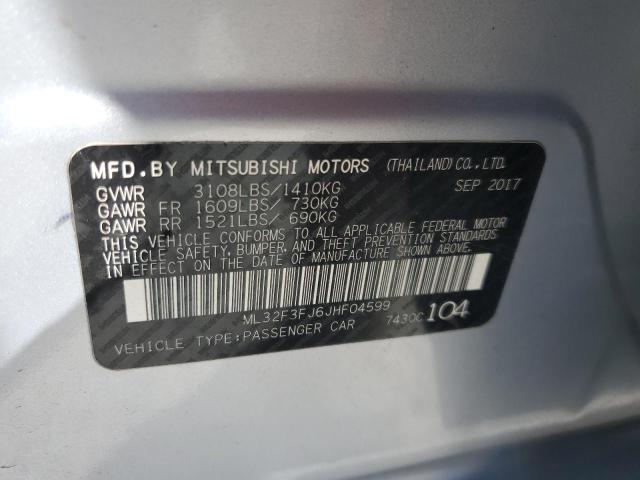 MFD.BY MITSUBISHI MOTORS (THAILAND) CO.,LTD.
GVWR 3108LBS/1410KG SEP 2017
GAWR FR 1609LBS/ 730KG
GAWR RR 1521LBS/ 690KG
THIS VEHICLE CONFORMS TO ALL APPLICABLE FEDERAL MOTOR
VEHICLE SAFETY, BUMPER, AND THEFT PREVENTION STANDARDS
IN EFFECT ON THE DATE OF MANUFACTURE SHOWN ABOVE.
ML32F3FJ6JHF04599
VEHICLE TYPE:PASSENGER CAR 7430C 104